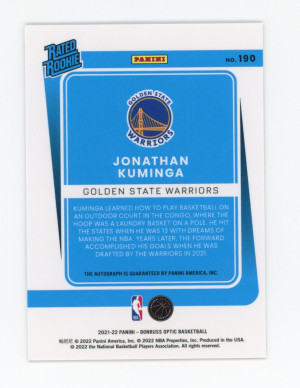 RATED ROOKIE
PANINI
NO. 190
GOLDEN STATE
WARRIORS
JONATHAN
KUMINGA
GOLDEN STATE WARRIORS
KUMINGA LEARNED HOW TO PLAY BASKETBALL ON
AN OUTDOOR COURT IN THE CONGO, WHERE THE
HOOP WAS A LAUNDRY BASKET ON A POLE. HE HIT
THE STATES WHEN HE WAS 13 WITH DREAMS OF
MAKING THE NBA. YEARS LATER, THE FORWARD
ACCOMPLISHED HIS GOALS WHEN HE WAS
DRAFTED BY THE WARRIORS IN 2021.
THE AUTOGRAPH IS GUARANTEED BY PANINI AMERICA, INC.
2021-22 PANINI – DONRUSS OPTIC BASKETBALL
© 2022 Panini America, Inc. © 2022 NBA Properties, Inc. Produced in the USA.
© 2022 the National Basketball Players Association. All rights reserved.